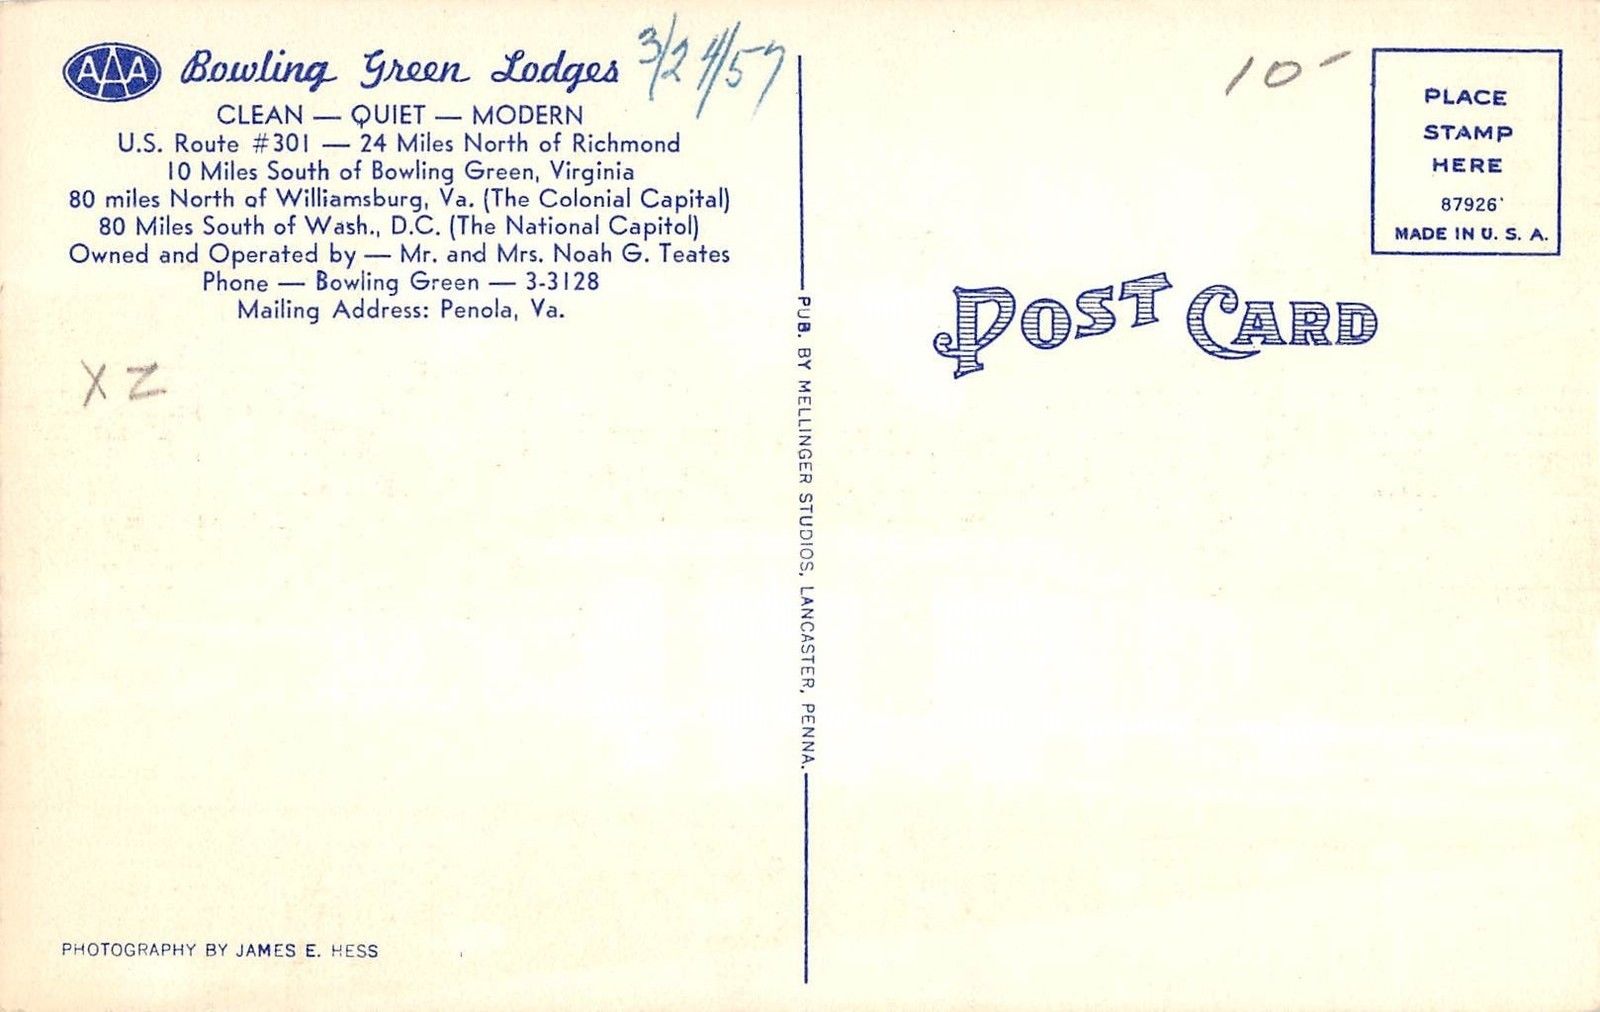 AAA Bowling Green Lodges 3/24/57
CLEAN — QUIET — MODERN
U.S. Route #301 — 24 Miles North of Richmond
10 Miles South of Bowling Green, Virginia
80 miles North of Williamsburg, Va. (The Colonial Capital)
80 Miles South of Wash., D.C. (The National Capitol)
Owned and Operated by — Mr. and Mrs. Noah G. Teates
Phone — Bowling Green — 3-3128
Mailing Address: Penola, Va.
XZ
PHOTOGRAPHY BY JAMES E. HESS
PUB. BY MELLINGER STUDIOS, LANCASTER, PENNA.
10-
PLACE
STAMP
HERE
87926
MADE IN U. S. A.
POST CARD